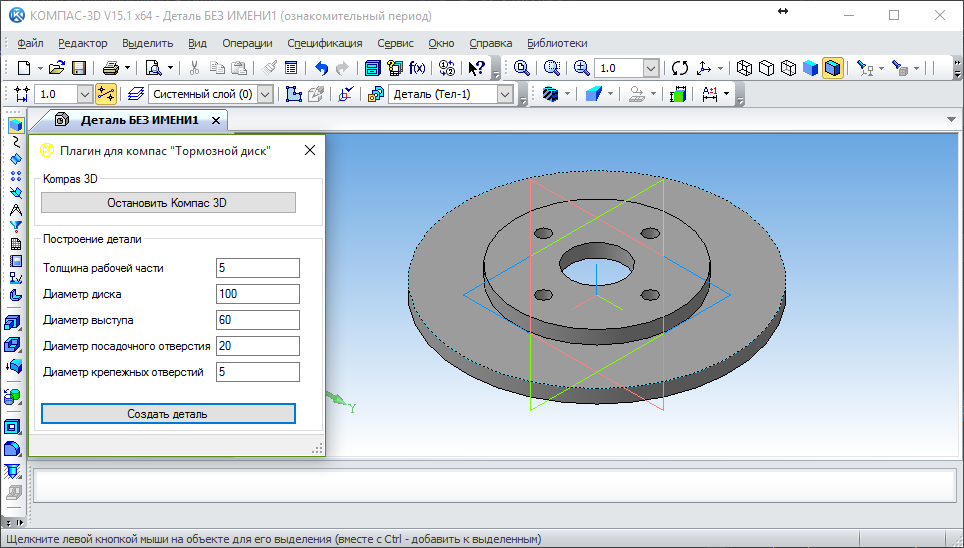 КОМПАС-3D V15.1 x64 - Деталь БЕЗ ИМЕНИ1 (ознакомительный период)
Файл Редактор Выделить Вид Операции Спецификация Сервис Окно Справка Библиотеки
f(x) 1.0
1.0 Системный слой (0) Деталь (Тел-1)
Деталь БЕЗ ИМЕНИ1
Плагин для компас "Тормозной диск"
Kompas 3D
Остановить Компас 3D
Построение детали
Толщина рабочей части 5
Диаметр диска 100
Диаметр выступа 60
Диаметр посадочного отверстия 20
Диаметр крепежных отверстий 5
Создать деталь
Y
Щелкните левой кнопкой мыши на объекте для его выделения (вместе с Ctrl - добавить к выделенным)